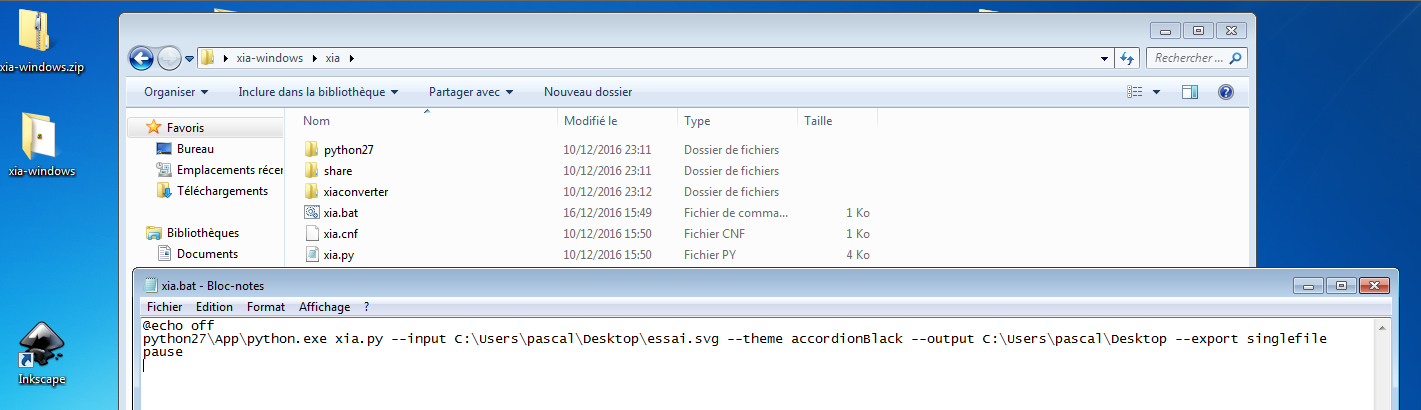 xia-windows.zip
xia-windows
Inkscape
xia-windows xia
Rechercher ...
Organiser Inclure dans la bibliothèque Partager avec Nouveau dossier
Favoris
Bureau
Emplacements récen
Téléchargements
Bibliothèques
Documents
Nom Modifié le Type Taille
python27 10/12/2016 23:11 Dossier de fichiers
share 10/12/2016 23:11 Dossier de fichiers
xiaconverter 10/12/2016 23:12 Dossier de fichiers
xia.bat 16/12/2016 15:49 Fichier de comma... 1 Ko
xia.cnf 10/12/2016 15:50 Fichier CNF 1 Ko
xia.py 10/12/2016 15:50 Fichier PY 4 Ko
xia.bat - Bloc-notes
Fichier Edition Format Affichage ?
@echo off
python27\App\python.exe xia.py --input C:\Users\pascal\Desktop\essai.svg --theme accordionBlack --output C:\Users\pascal\Desktop --export singlefile
pause